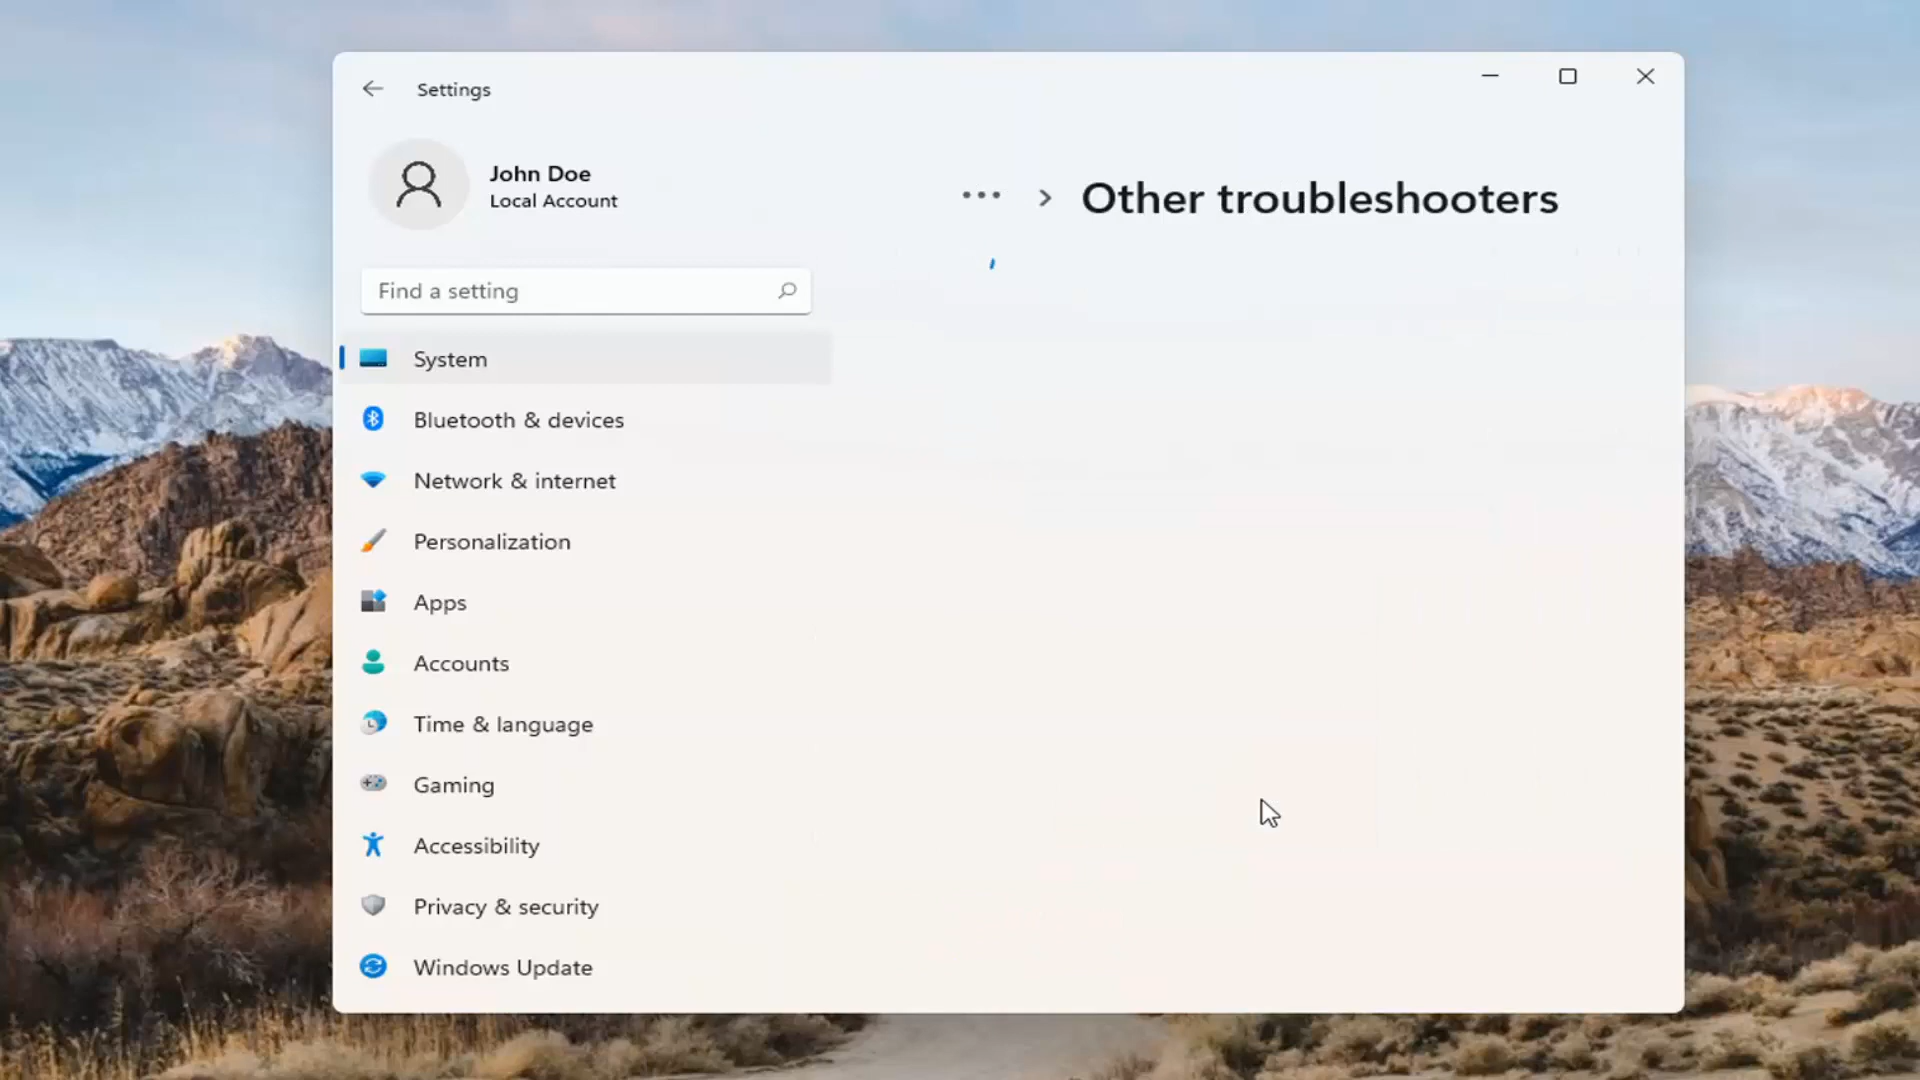 Settings
John Doe
Local Account
Other troubleshooters
Find a setting
System
Bluetooth & devices
Network & internet
Personalization
Apps
Accounts
Time & language
Gaming
Accessibility
Privacy & security
Windows Update